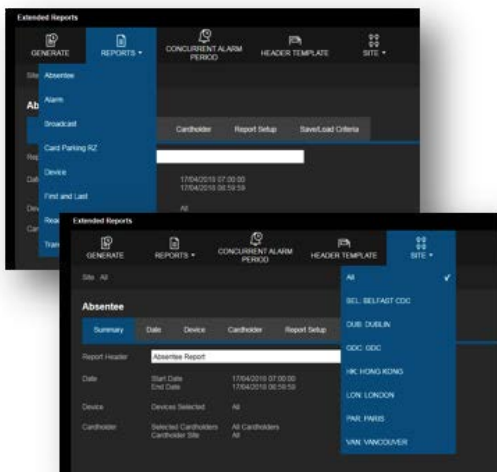 Extended Reports
GENERATE
REPORTS
CONCURRENT ALARM PERIOD
HEADER TEMPLATE
SITE
Site
Absentee
Alarm
Broadcast
Card Parking RZ
Device
First and Last
Cardholder
Report Setup
Save/Load Criteria
17/04/2018 07:00:00
17/04/2018 08:59:59
All
Extended Reports
GENERATE
REPORTS
CONCURRENT ALARM PERIOD
HEADER TEMPLATE
SITE
Site All
Absentee
Summary
Date
Device
Cardholder
Report Setup
Report Header
Absentee Report
Date
Start Date
17/04/2018 07:00:00
End Date
17/04/2018 08:59:59
Device
Devices Selected
All
Cardholder
Selected Cardholders
All Cardholders
Cardholder Site
All
All
BEL: BELFAST CDC
DUB: DUBLIN
GDC: GDC
HK: HONG KONG
LON: LONDON
PAR: PARIS
VAN: VANCOUVER